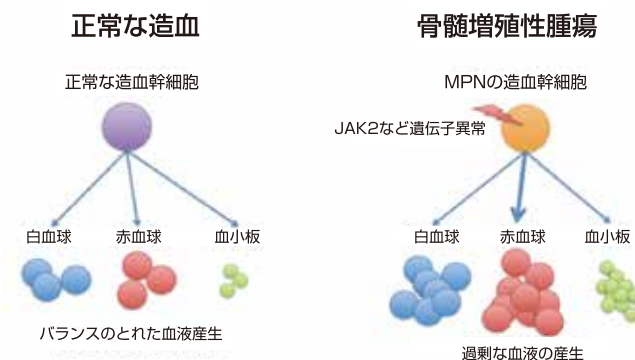 正常な造血
正常な造血幹細胞
白血球
赤血球
血小板
バランスのとれた血液産生
骨髄増殖性腫瘍
MPNの造血幹細胞
JAK2など遺伝子異常
白血球
赤血球
血小板
過剰な血液の産生